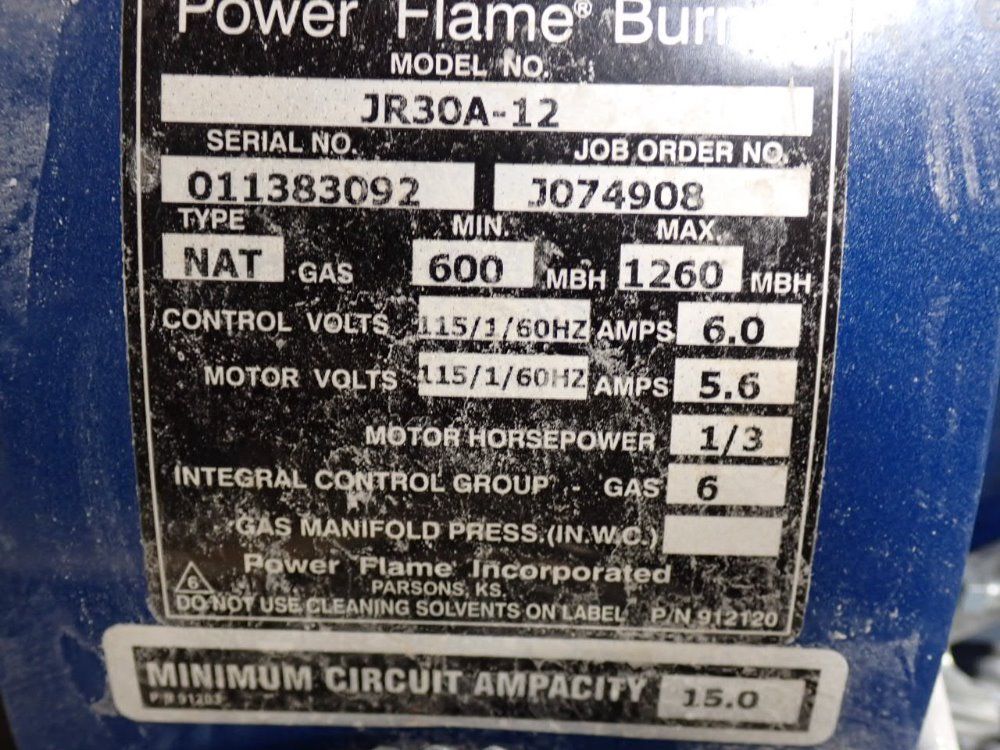 Power Flame® Burn
MODEL NO.
JR30A-12
SERIAL NO. JOB ORDER NO.
011383092 J074908
TYPE MIN. MAX.
NAT GAS 600 MBH 1260 MBH
CONTROL VOLTS 115/1/60HZ AMPS 6.0
MOTOR VOLTS 115/1/60HZ AMPS 5.6
MOTOR HORSEPOWER 1/3
INTEGRAL CONTROL GROUP - GAS 6
GAS MANIFOLD PRESS.(IN.W.C.)
Power Flame Incorporated
6 PARSONS, KS.
DO NOT USE CLEANING SOLVENTS ON LABEL P/N 912120
MINIMUM CIRCUIT AMPACITY 15.0